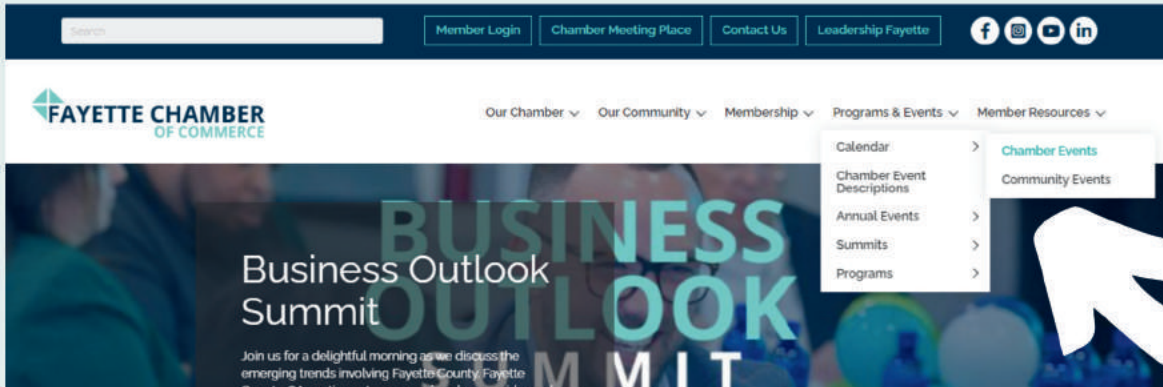 Search
Member Login
Chamber Meeting Place
Contact Us
Leadership Fayette
FAYETTE CHAMBER
OF COMMERCE
Our Chamber
Our Community
Membership
Programs & Events
Member Resources
Calendar
Chamber Event
Descriptions
Annual Events
Summits
Programs
Chamber Events
Community Events
BUSINESS
OUTLOOK
SUMMIT
Business Outlook
Summit
Join us for a delightful morning as we discuss the
emerging trends involving Fayette County. Fayette